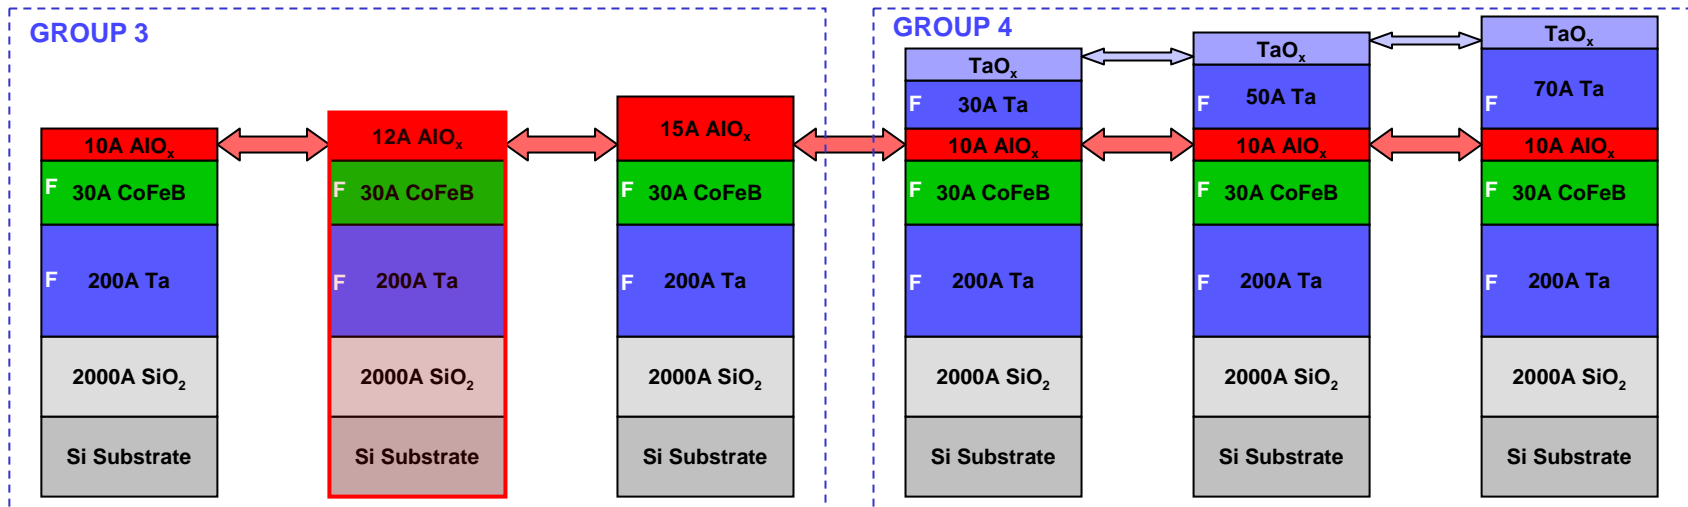 GROUP 3
10A AlOx
F 30A CoFeB
F 200A Ta
2000A SiO2
Si Substrate
12A AlOx
F 30A CoFeB
F 200A Ta
2000A SiO2
Si Substrate
15A AlOx
F 30A CoFeB
F 200A Ta
2000A SiO2
Si Substrate
GROUP 4
TaOx
F 30A Ta
10A AlOx
F 30A CoFeB
F 200A Ta
2000A SiO2
Si Substrate
TaOx
F 50A Ta
10A AlOx
F 30A CoFeB
F 200A Ta
2000A SiO2
Si Substrate
TaOx
F 70A Ta
10A AlOx
F 30A CoFeB
F 200A Ta
2000A SiO2
Si Substrate